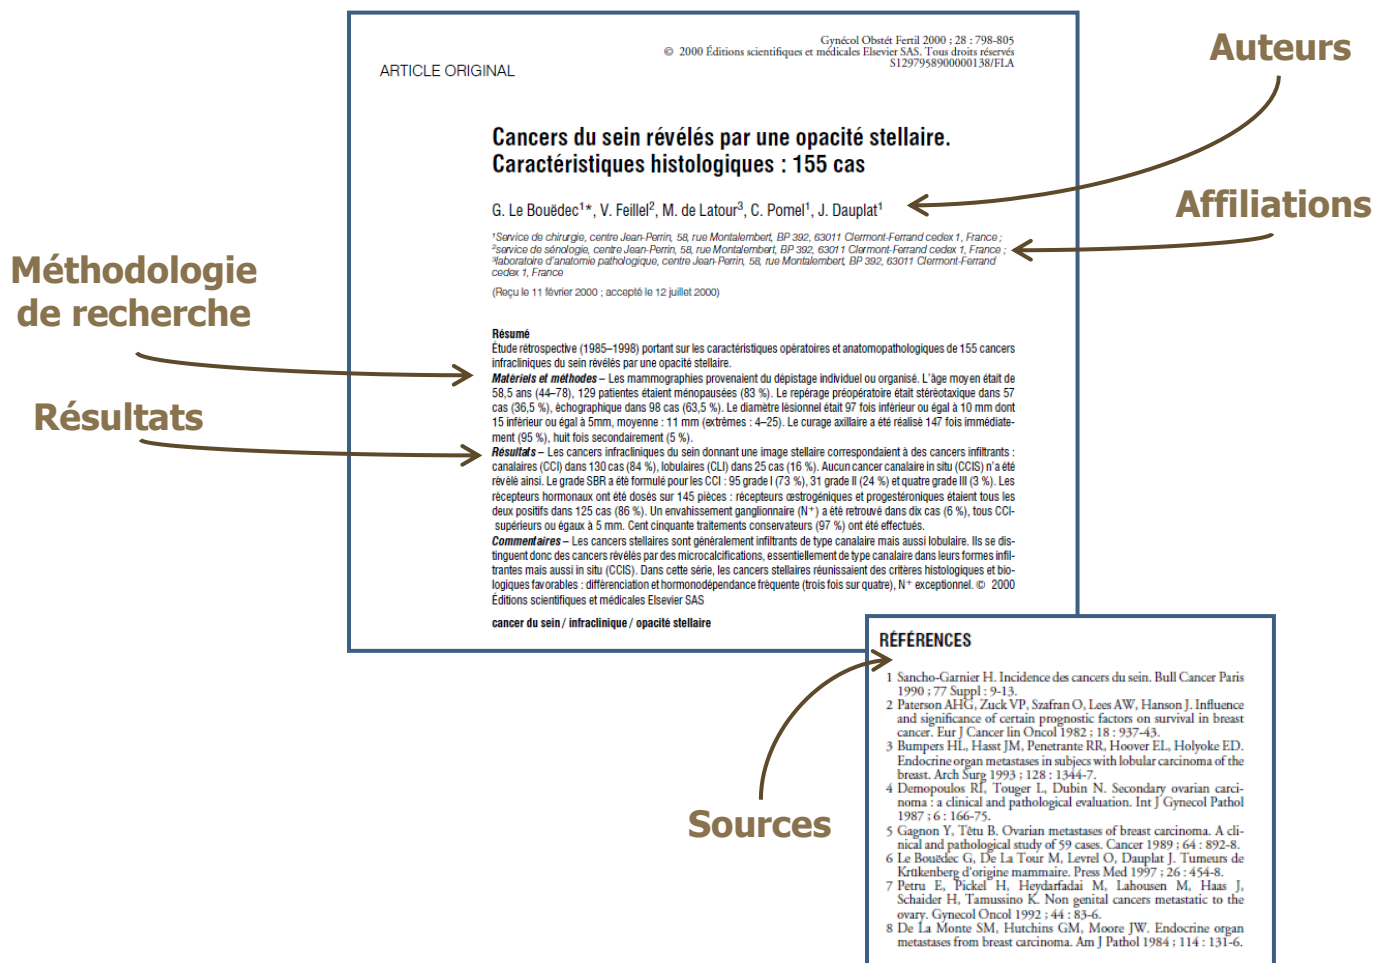 Gynécol Obstét Fertil 2000 ; 28 : 798-805
© 2000 Éditions scientifiques et médicales Elsevier SAS. Tous droits réservés
S1297958900000138/FLA
ARTICLE ORIGINAL
Auteurs
Cancers du sein révélés par une opacité stellaire.
Caractéristiques histologiques : 155 cas
G. Le Bouëdec¹*, V. Feillel², M. de Latour³, C. Pomel¹, J. Dauplat¹
Affiliations
¹Service de chirurgie, centre Jean-Perrin, 58, rue Montalembert, BP 392, 63011 Clermont-Ferrand cedex 1, France ;
²service de sénologie, centre Jean-Perrin, 58, rue Montalembert, BP 392, 63011 Clermont-Ferrand cedex 1, France ;
³laboratoire d'anatomie pathologique, centre Jean-Perrin, 58, rue Montalembert, BP 392, 63011 Clermont-Ferrand
cedex 1, France
(Reçu le 11 février 2000 ; accepté le 12 juillet 2000)
Méthodologie
de recherche
Résultats
Résumé
Étude rétrospective (1985–1998) portant sur les caractéristiques opératoires et anatomopathologiques de 155 cancers
infracliniques du sein révélés par une opacité stellaire.
Matériels et méthodes – Les mammographies provenaient du dépistage individuel ou organisé. L'âge moyen était de
58,5 ans (44–78), 129 patientes étaient ménopausées (83 %). Le repérage préopératoire était stéréotaxique dans 57
cas (36,5 %), échographique dans 98 cas (63,5 %). Le diamètre lésionnel était 97 fois inférieur ou égal à 10 mm dont
15 inférieur ou égal à 5mm, moyenne : 11 mm (extrêmes : 4–25). Le curage axillaire a été réalisé 147 fois immédiate-
ment (95 %), huit fois secondairement (5 %).
Résultats – Les cancers infracliniques du sein donnant une image stellaire correspondaient à des cancers infiltrants :
canalaires (CCI) dans 130 cas (84 %), lobulaires (CLI) dans 25 cas (16 %). Aucun cancer canalaire in situ (CCIS) n'a été
révélé ainsi. Le grade SBR a été formulé pour les CCI : 95 grade I (73 %), 31 grade II (24 %) et quatre grade III (3 %). Les
récepteurs hormonaux ont été dosés sur 145 pièces : récepteurs œstrogéniques et progestéroniques étaient tous les
deux positifs dans 125 cas (86 %). Un envahissement ganglionnaire (N⁺) a été retrouvé dans dix cas (6 %), tous CCI-
supérieurs ou égaux à 5 mm. Cent cinquante traitements conservateurs (97 %) ont été effectués.
Commentaires – Les cancers stellaires sont généralement infiltrants de type canalaire mais aussi lobulaire. Ils se dis-
tinguent donc des cancers révélés par des microcalcifications, essentiellement de type canalaire dans leurs formes infil-
trantes mais aussi in situ (CCIS). Dans cette série, les cancers stellaires réunissaient des critères histologiques et bio-
logiques favorables : différenciation et hormonodépendance fréquente (trois fois sur quatre), N⁺ exceptionnel. © 2000
Éditions scientifiques et médicales Elsevier SAS
cancer du sein / infraclinique / opacité stellaire
RÉFÉRENCES
1 Sancho-Garnier H. Incidence des cancers du sein. Bull Cancer Paris
1990 ; 77 Suppl : 9-13.
2 Paterson AHG, Zuck VP, Szafran O, Lees AW, Hanson J. Influence
and significance of certain prognostic factors on survival in breast
cancer. Eur J Cancer lin Oncol 1982 ; 18 : 937-43.
3 Bumpers HL, Hasst JM, Penetrante RR, Hoover EL, Holyoke ED.
Endocrine organ metastases in subjecs with lobular carcinoma of the
breast. Arch Surg 1993 ; 128 : 1344-7.
4 Demopoulos RI, Touger L, Dubin N. Secondary ovarian carci-
noma : a clinical and pathological evaluation. Int J Gynecol Pathol
1987 ; 6 : 166-75.
5 Gagnon Y, Têtu B. Ovarian metastases of breast carcinoma. A cli-
nical and pathological study of 59 cases. Cancer 1989 ; 64 : 892-8.
6 Le Bouëdec G, De La Tour M, Levrel O, Dauplat J. Tumeurs de
Krükenberg d'origine mammaire. Press Med 1997 ; 26 : 454-8.
7 Petru E, Pickel H, Heydarfadai M, Lahousen M, Haas J,
Schaider H, Tamussino K. Non genital cancers metastatic to the
ovary. Gynecol Oncol 1992 ; 44 : 83-6.
8 De La Monte SM, Hutchins GM, Moore JW. Endocrine organ
metastases from breast carcinoma. Am J Pathol 1984 ; 114 : 131-6.
Sources